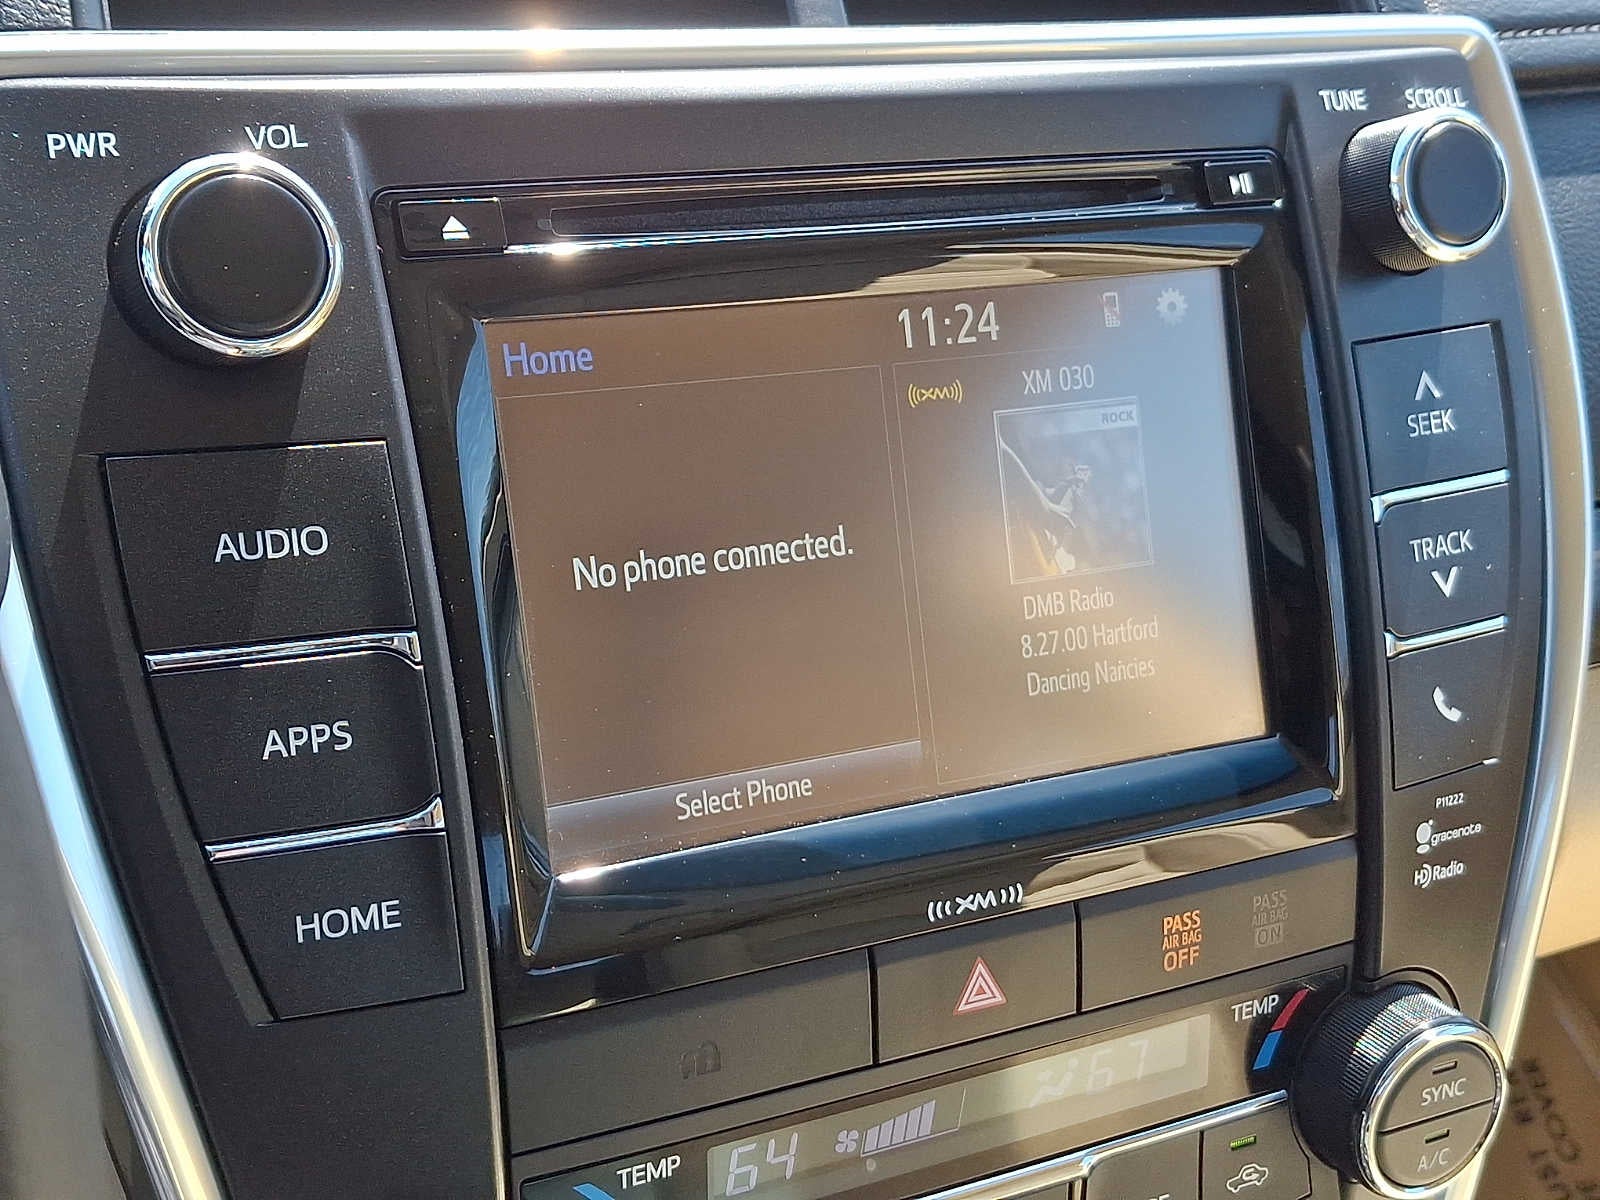 PWR VOL
TUNE SCROLL
11:24
Home
((XM)) XM 030
ROCK
No phone connected.
DMB Radio
8.27.00 Hartford
Dancing Nancies
Select Phone
AUDIO
APPS
HOME
SEEK
TRACK
P11222
gracenote
HD Radio
(((XM)))
PASS
AIR BAG
OFF
PASS
AIR BAG
ON
TEMP
67
SYNC
A/C
TEMP 64
COVER